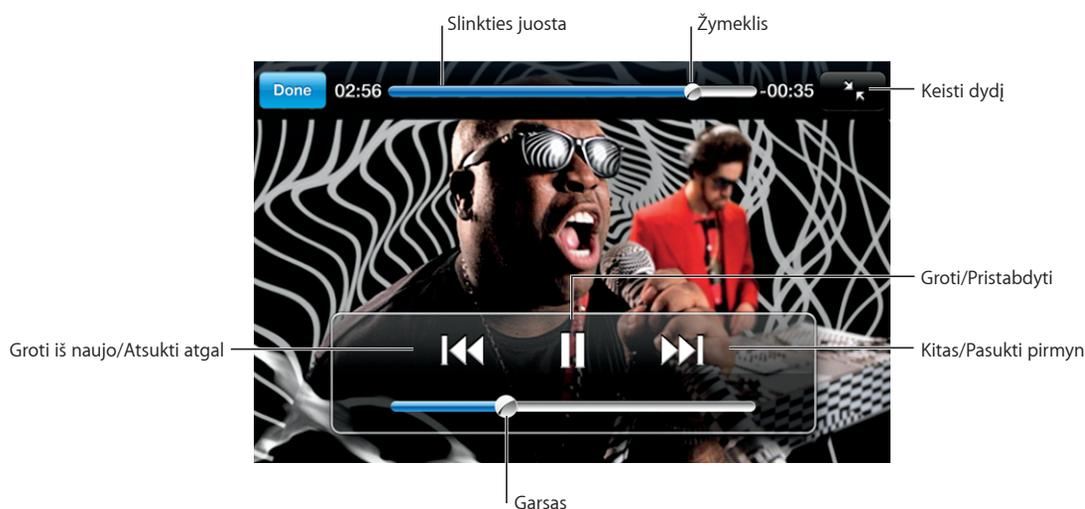 Slinkties juosta
Žymeklis
Done
02:56
-00:35
Keisti dydį
Groti/Pristabdyti
Groti iš naujo/Atsukti atgal
Kitas/Pasukti pirmyn
Garsas